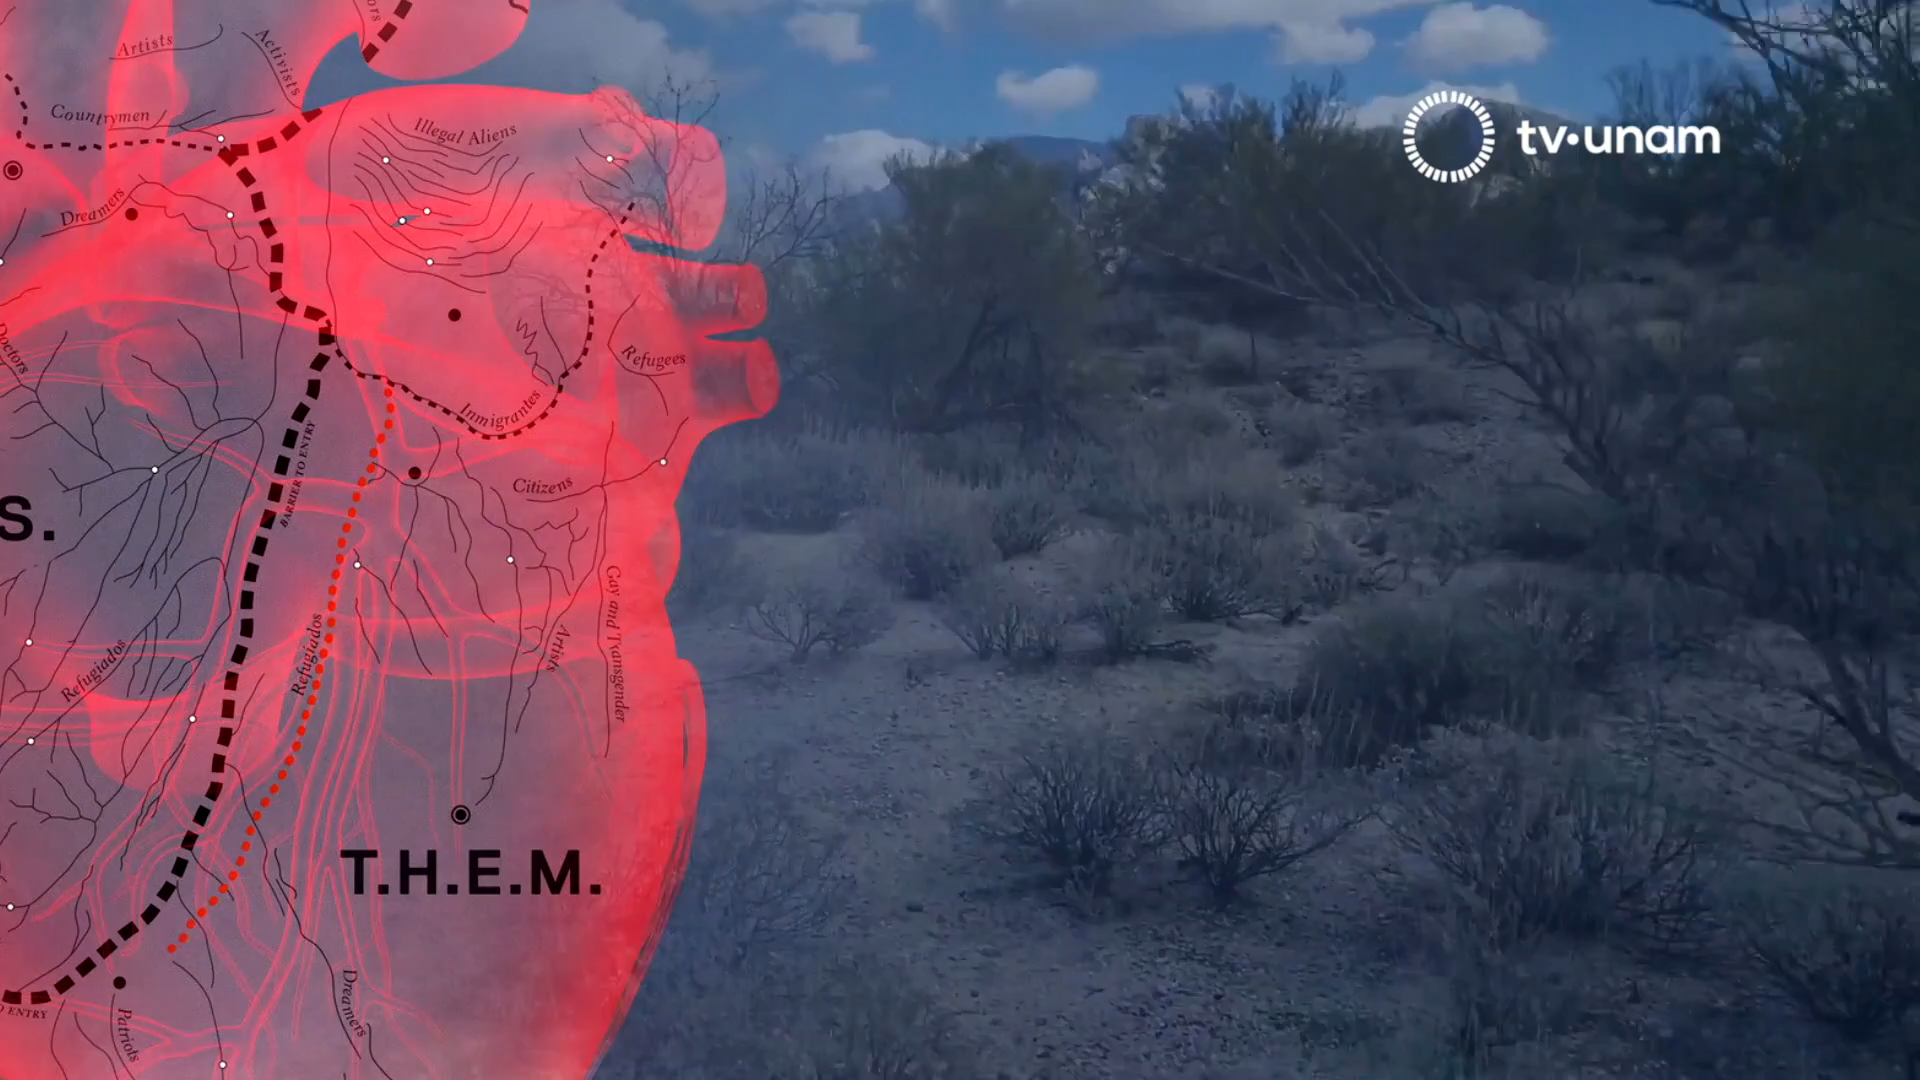 Artists
Activists
Countrymen
Illegal Aliens
tv·unam
Dreamers
Doctors
Refugees
Inmigrantes
BARRIER TO ENTRY
Citizens
S.
Gay and Transgender
Artists
Refugiados
Refugiados
T.H.E.M.
Dreamers
ENTRY
Patriots